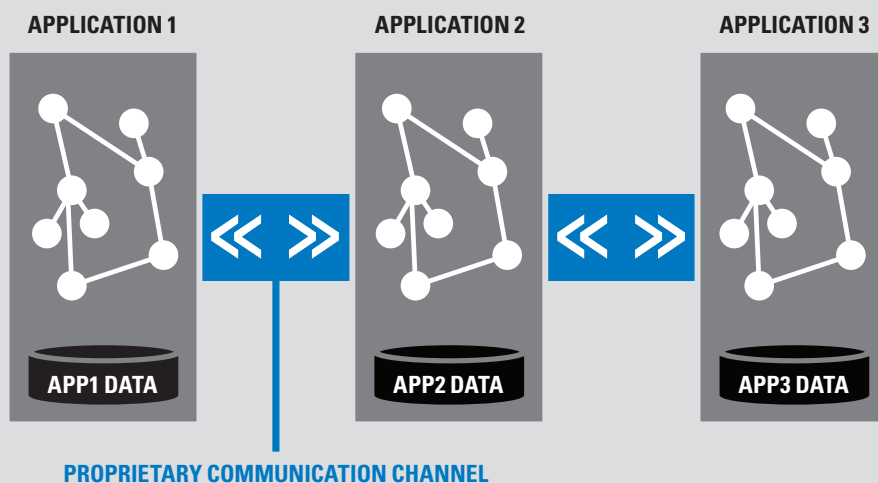 APPLICATION 1
APPLICATION 2
APPLICATION 3
APP1 DATA
APP2 DATA
APP3 DATA
PROPRIETARY COMMUNICATION CHANNEL